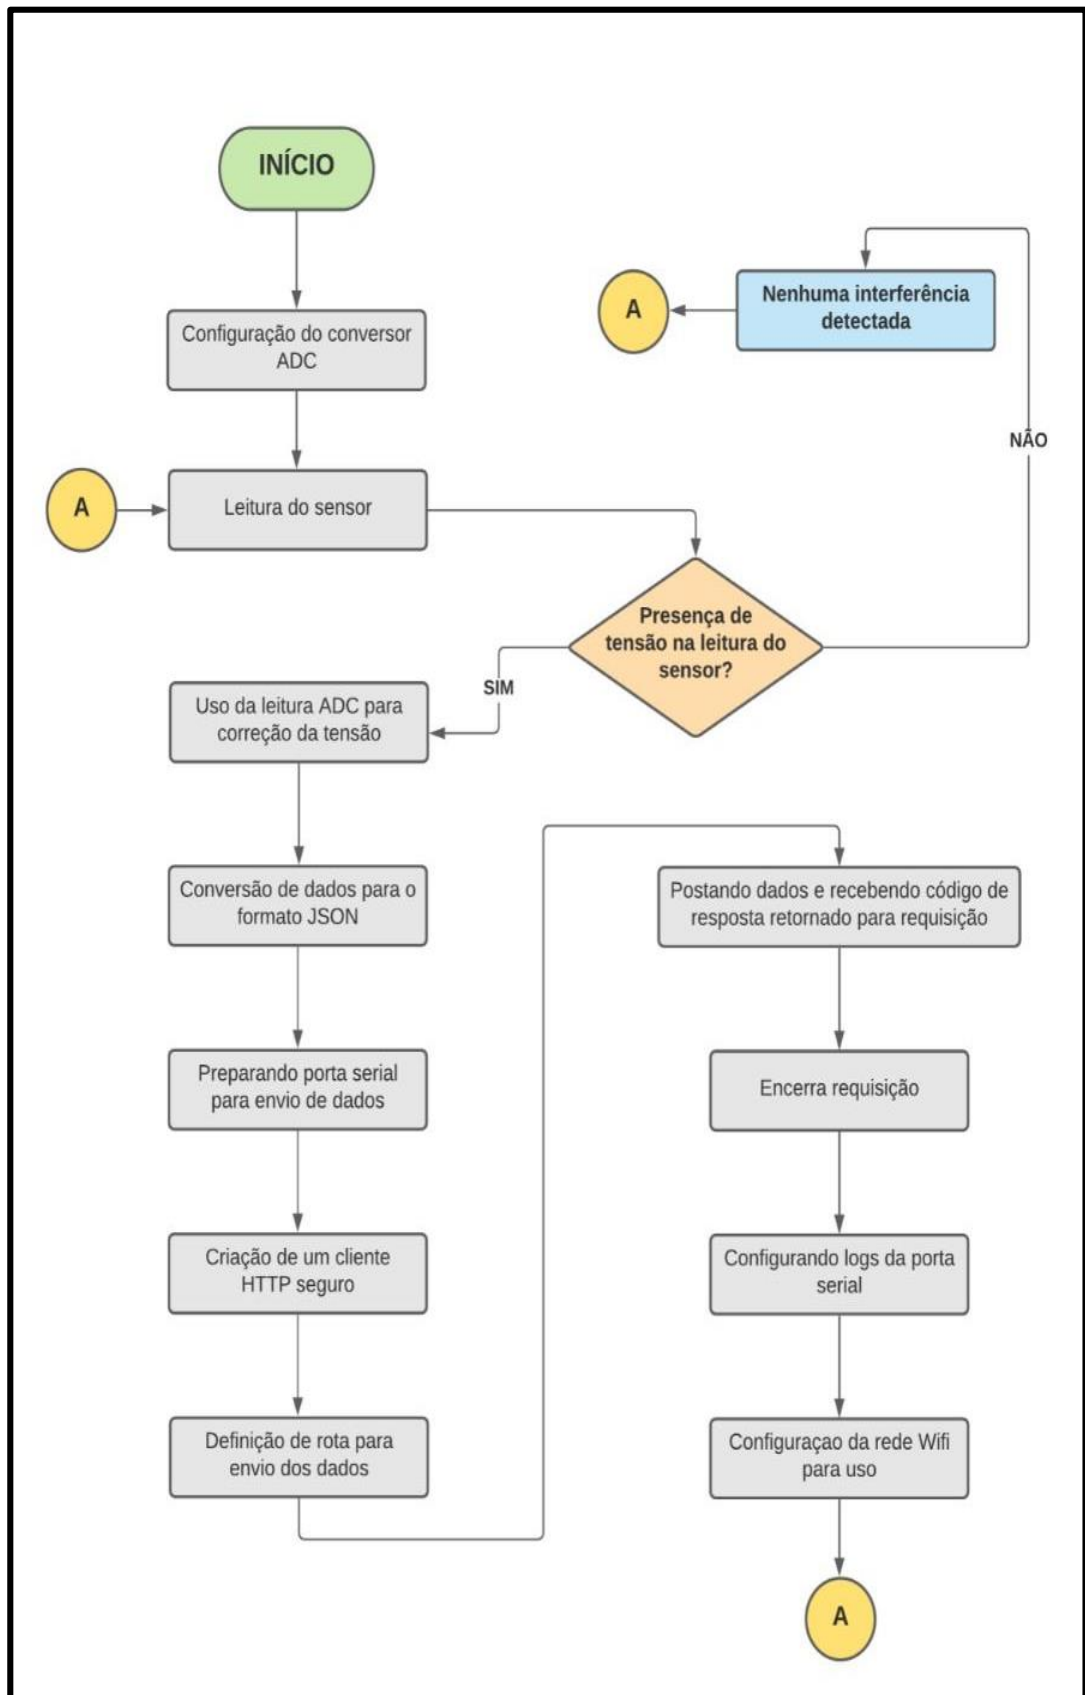 INÍCIO
Configuração do conversor
ADC
A
Leitura do sensor
Presença de
tensão na leitura do
sensor?
NÃO
Nenhuma interferência
detectada
A
SIM
Uso da leitura ADC para
correção da tensão
Conversão de dados para o
formato JSON
Preparando porta serial
para envio de dados
Criação de um cliente
HTTP seguro
Definição de rota para
envio dos dados
Postando dados e recebendo código de
resposta retornado para requisição
Encerra requisição
Configurando logs da porta
serial
Configuraçao da rede Wifi
para uso
A